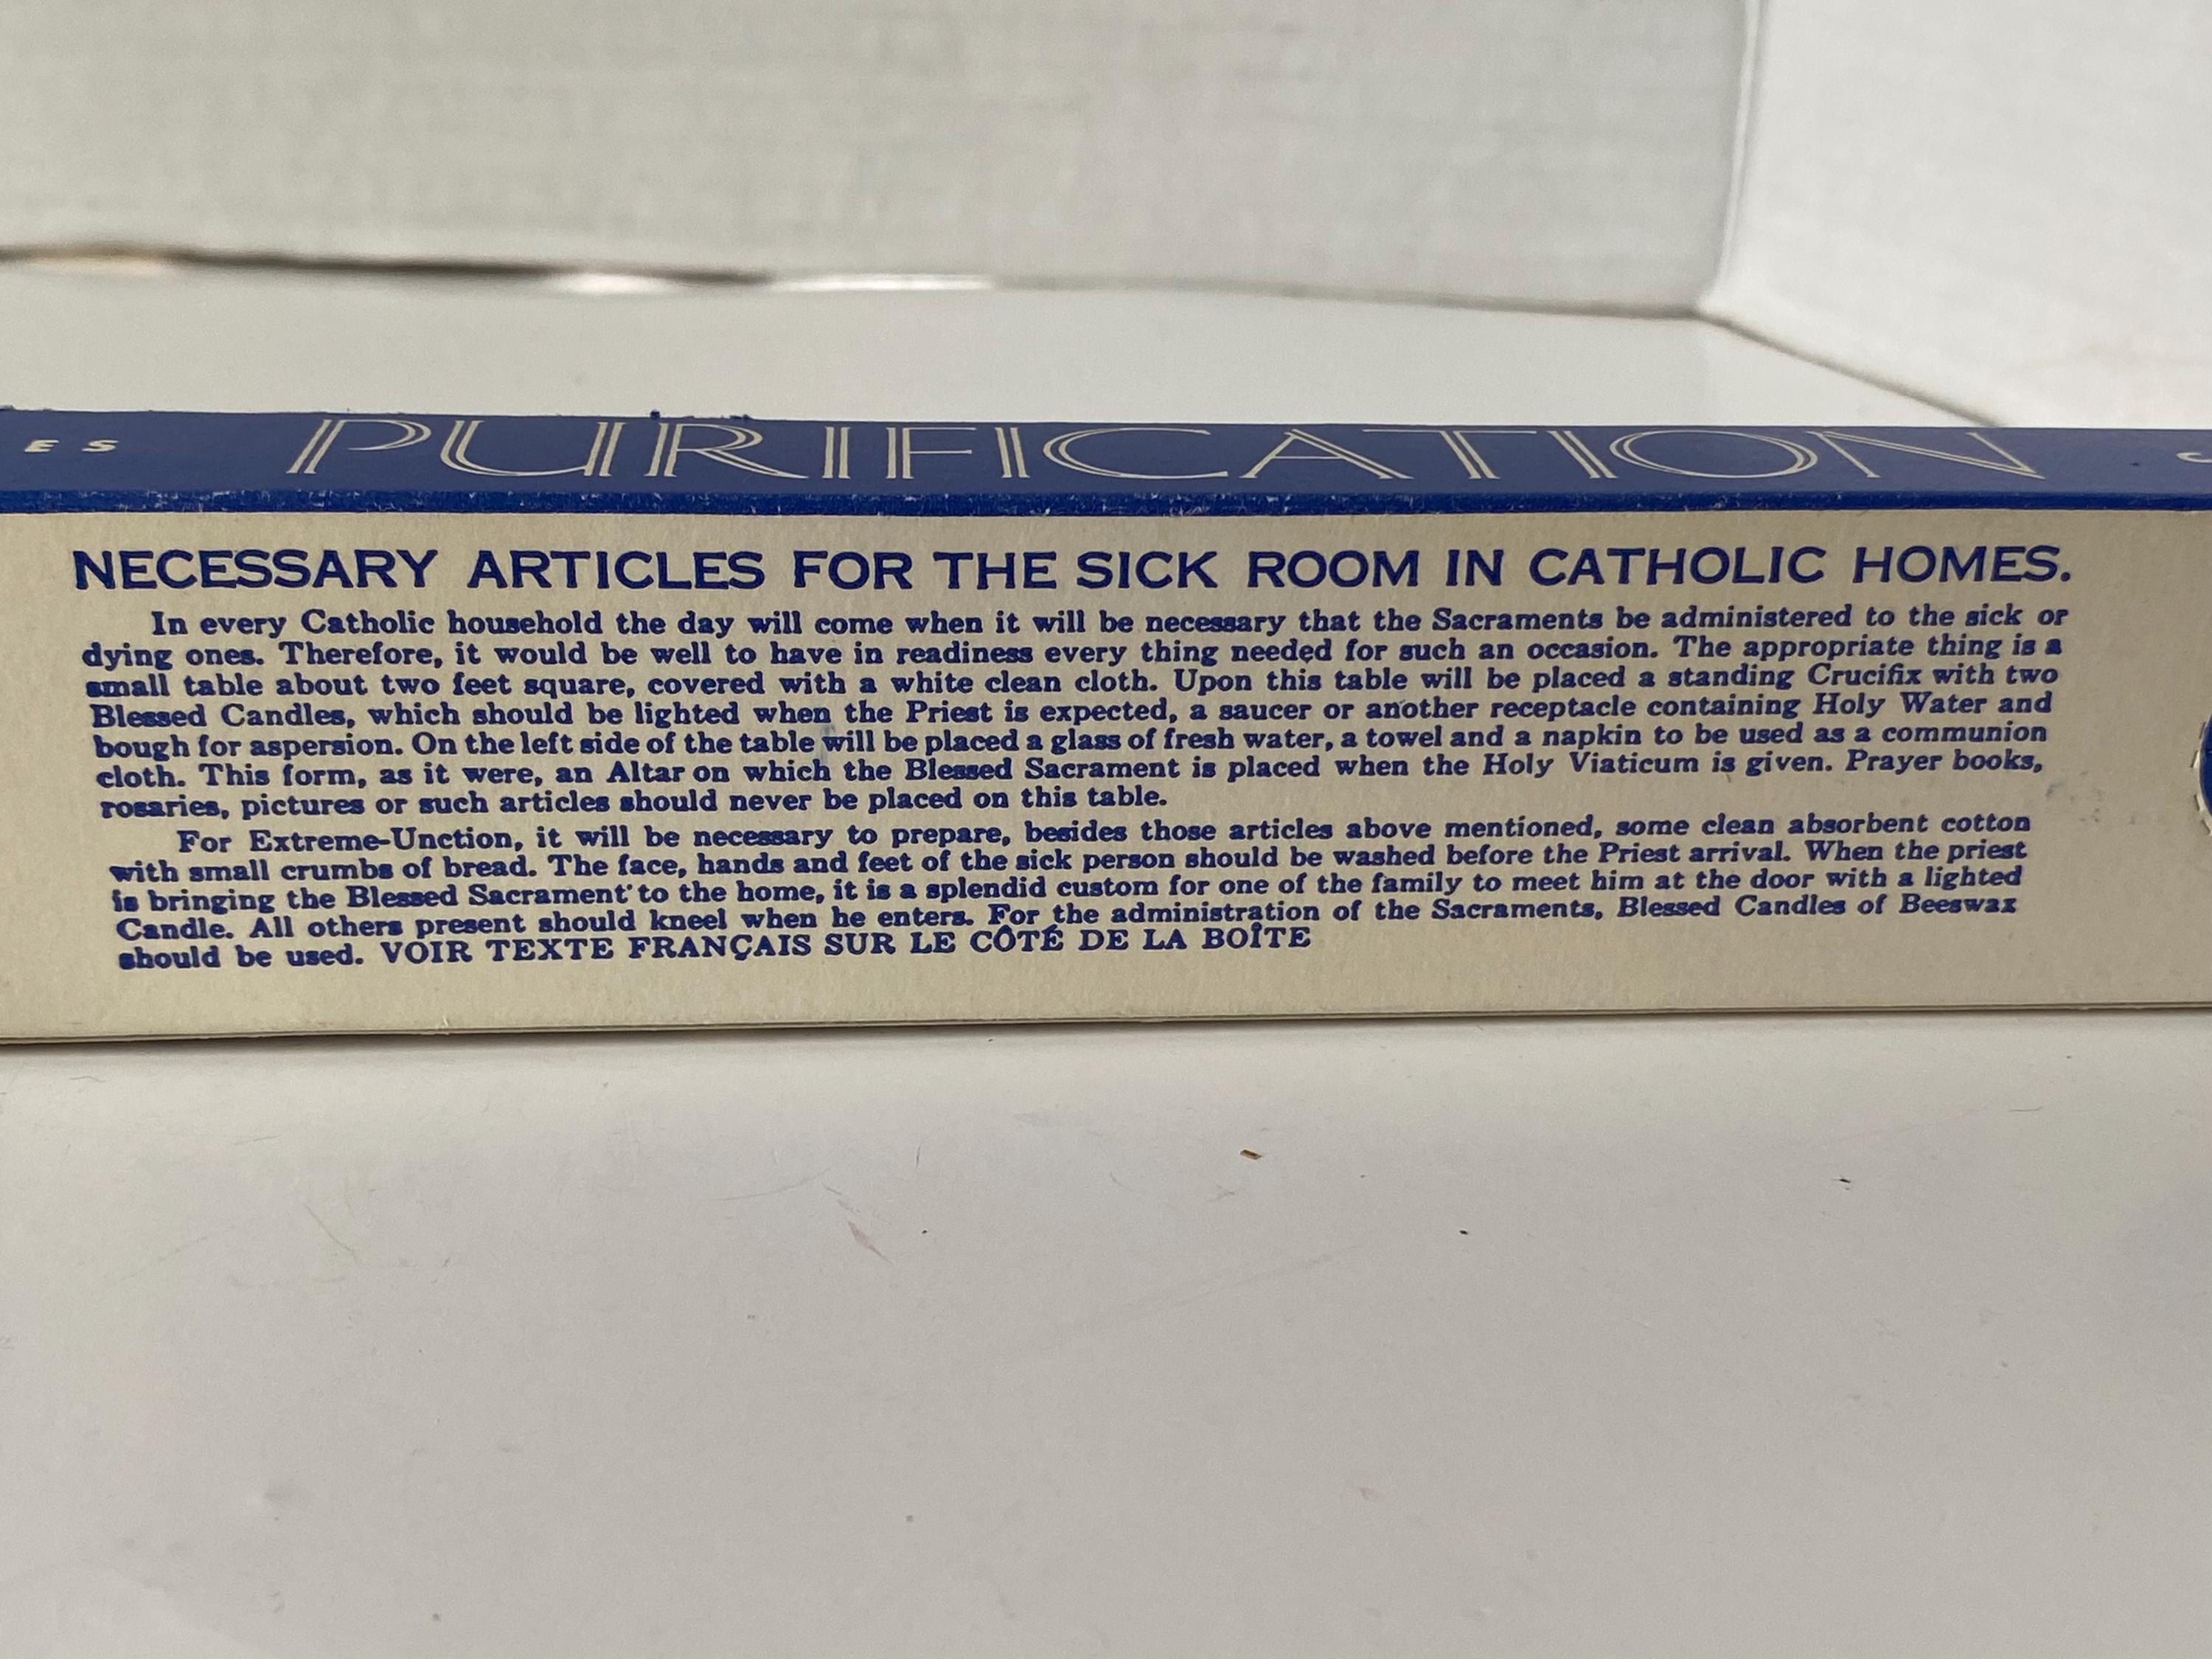 ES PURIFICATION
NECESSARY ARTICLES FOR THE SICK ROOM IN CATHOLIC HOMES.
In every Catholic household the day will come when it will be necessary that the Sacraments be administered to the sick or
dying ones. Therefore, it would be well to have in readiness every thing needed for such an occasion. The appropriate thing is a
small table about two feet square, covered with a white clean cloth. Upon this table will be placed a standing Crucifix with two
Blessed Candles, which should be lighted when the Priest is expected, a saucer or another receptacle containing Holy Water and
bough for aspersion. On the left side of the table will be placed a glass of fresh water, a towel and a napkin to be used as a communion
cloth. This form, as it were, an Altar on which the Blessed Sacrament is placed when the Holy Viaticum is given. Prayer books,
rosaries, pictures or such articles should never be placed on this table.
For Extreme-Unction, it will be necessary to prepare, besides those articles above mentioned, some clean absorbent cotton
with small crumbs of bread. The face, hands and feet of the sick person should be washed before the Priest arrival. When the priest
is bringing the Blessed Sacrament to the home, it is a splendid custom for one of the family to meet him at the door with a lighted
Candle. All others present should kneel when he enters. For the administration of the Sacraments, Blessed Candles of Beeswax
should be used. VOIR TEXTE FRANÇAIS SUR LE CÔTÉ DE LA BOÎTE